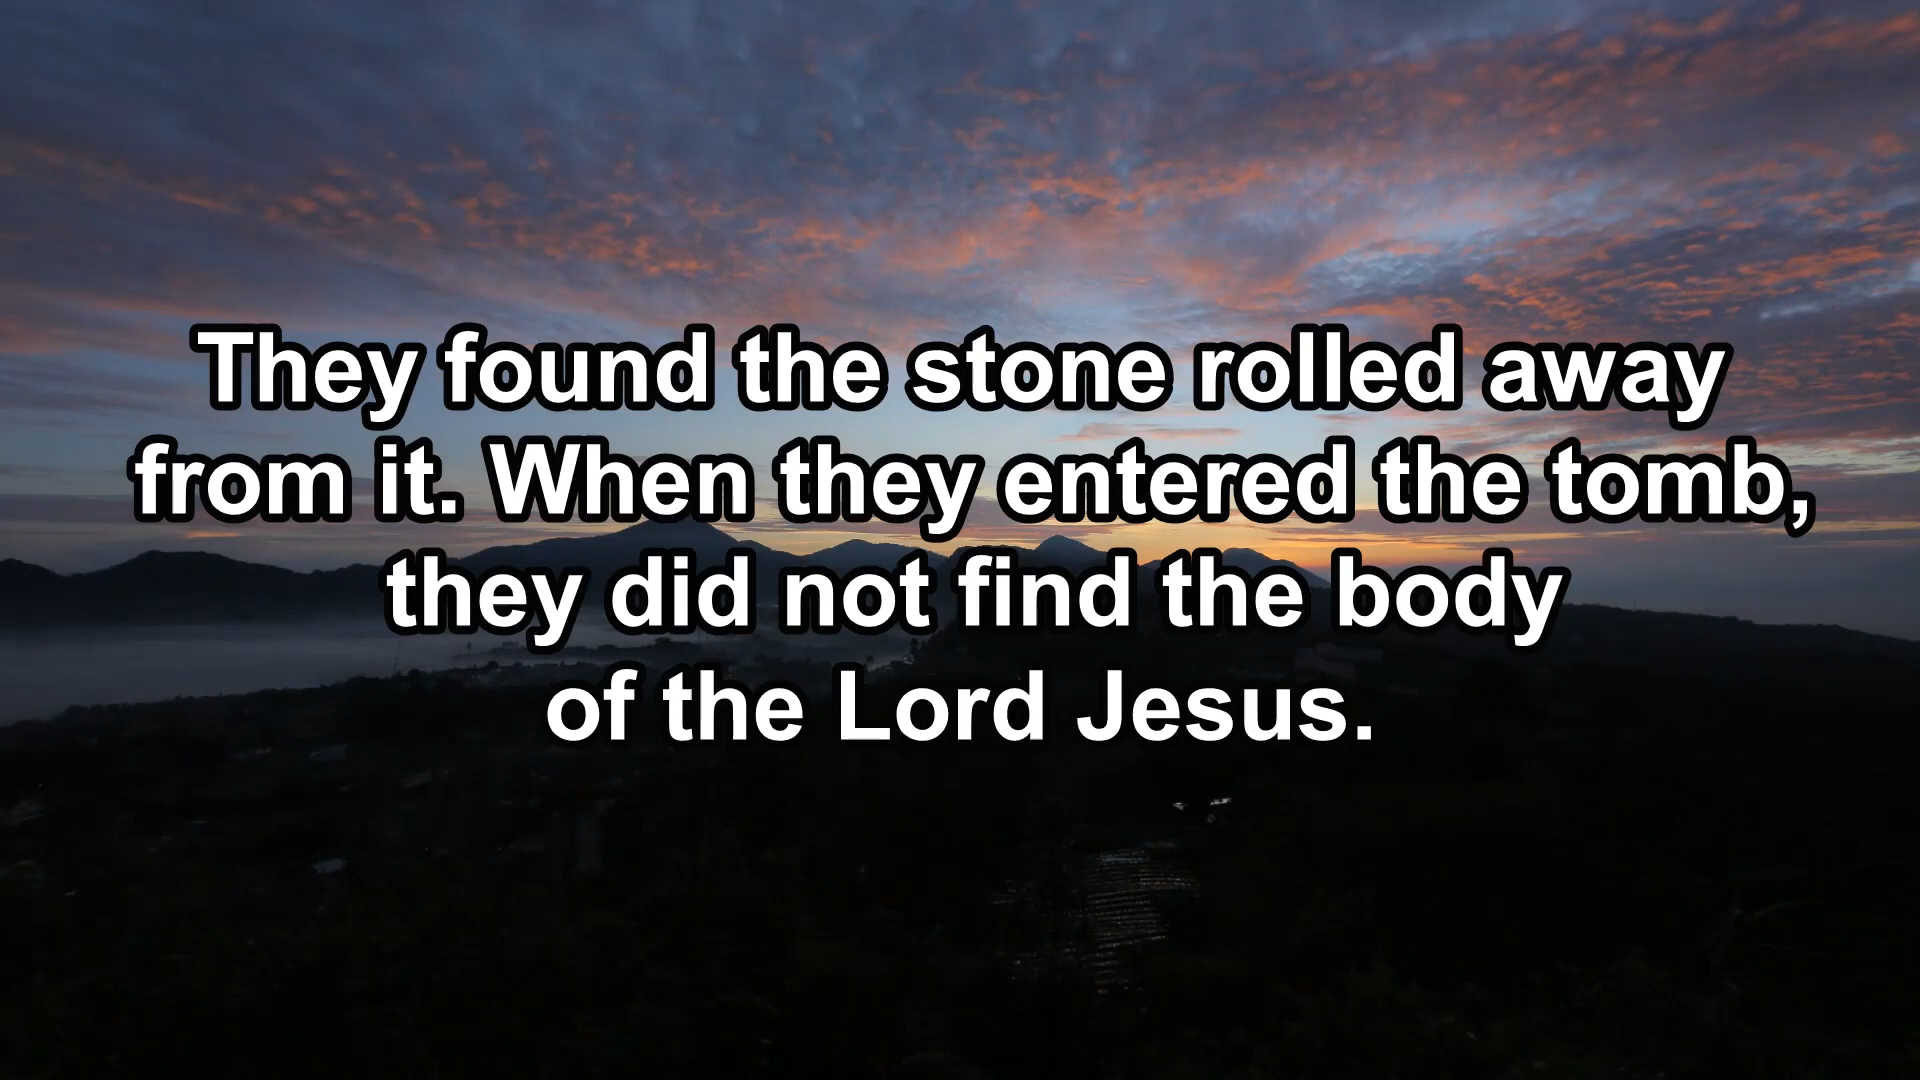 They found the stone rolled away
from it. When they entered the tomb,
they did not find the body
of the Lord Jesus.